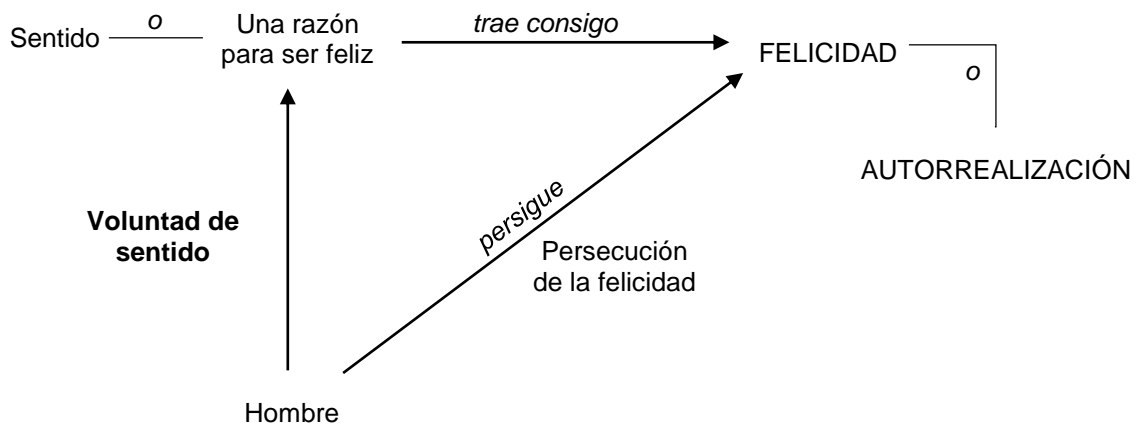 Sentido
o
Una razón
para ser feliz
trae consigo
FELICIDAD
o
AUTORREALIZACIÓN
Voluntad de
sentido
persigue
Persecución
de la felicidad
Hombre